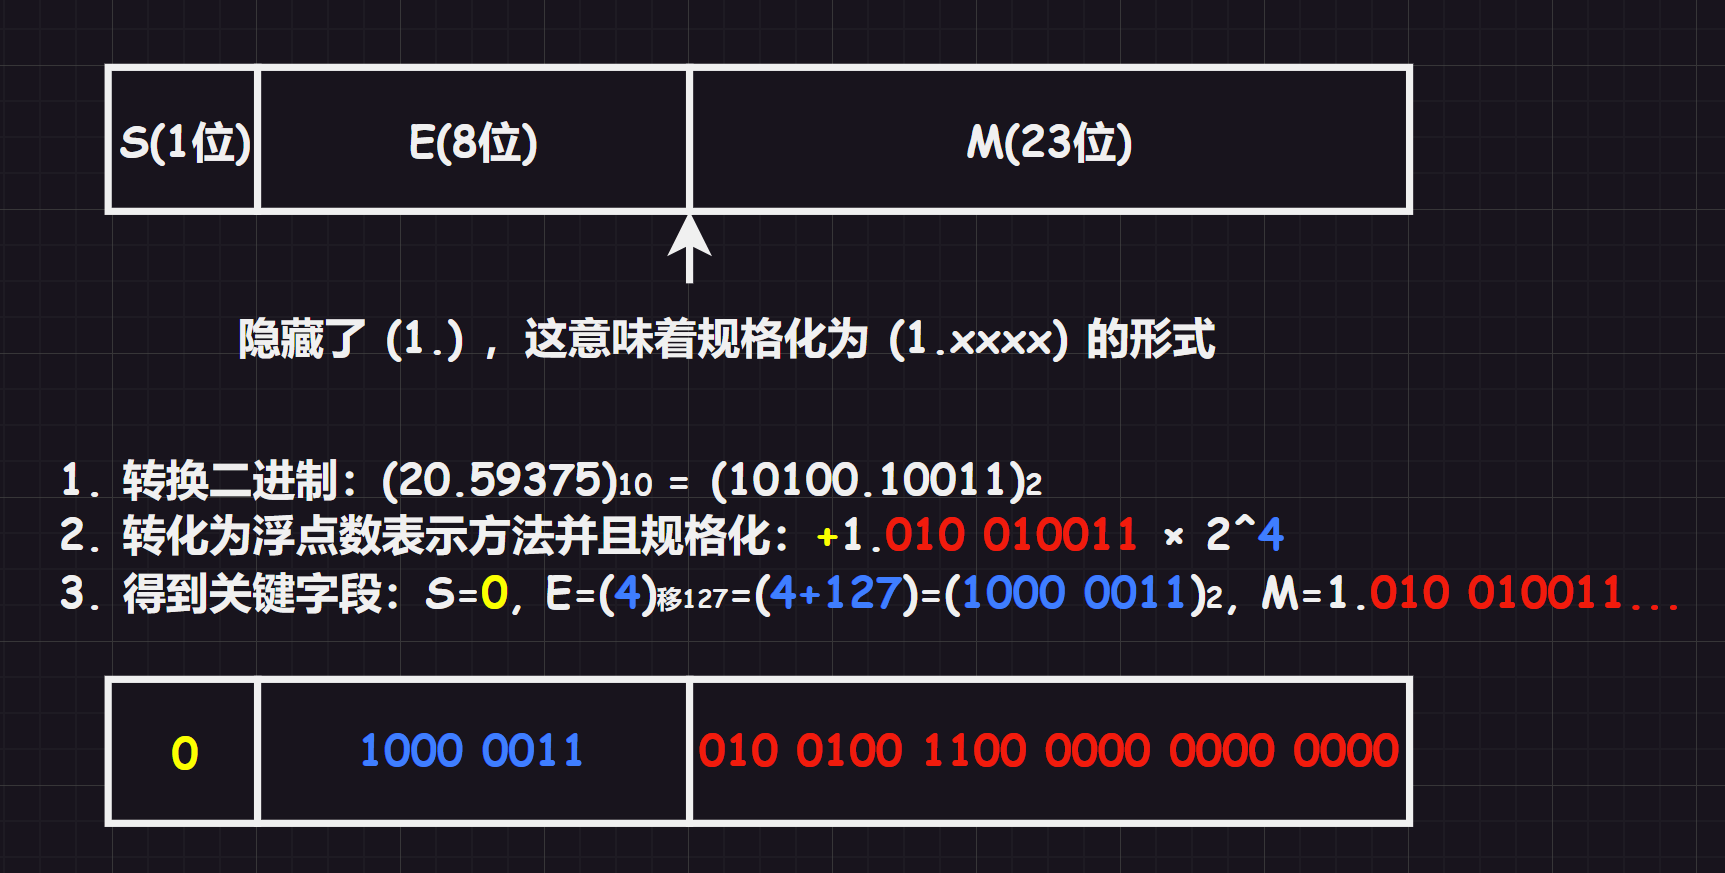 S(1位) E(8位) M(23位)
隐藏了 (1.) ，这意味着规格化为 (1.xxxx) 的形式
1. 转换二进制：(20.59375)10 = (10100.10011)2
2. 转化为浮点数表示方法并且规格化：+1.010 010011 × 2^4
3. 得到关键字段：S=0, E=(4)移127=(4+127)=(1000 0011)2, M=1.010 010011...
0 1000 0011 010 0100 1100 0000 0000 0000